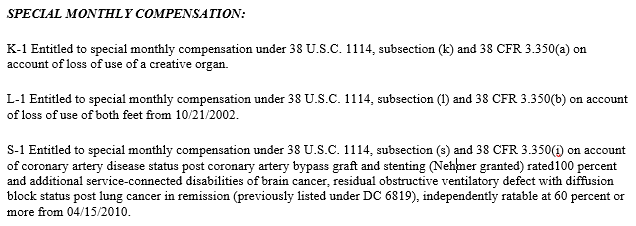 SPECIAL MONTHLY COMPENSATION:
K-1 Entitled to special monthly compensation under 38 U.S.C. 1114, subsection (k) and 38 CFR 3.350(a) on
account of loss of use of a creative organ.
L-1 Entitled to special monthly compensation under 38 U.S.C. 1114, subsection (l) and 38 CFR 3.350(b) on account
of loss of use of both feet from 10/21/2002.
S-1 Entitled to special monthly compensation under 38 U.S.C. 1114, subsection (s) and 38 CFR 3.350(i) on account
of coronary artery disease status post coronary artery bypass graft and stenting (Nehmer granted) rated100 percent
and additional service-connected disabilities of brain cancer, residual obstructive ventilatory defect with diffusion
block status post lung cancer in remission (previously listed under DC 6819), independently ratable at 60 percent or
more from 04/15/2010.